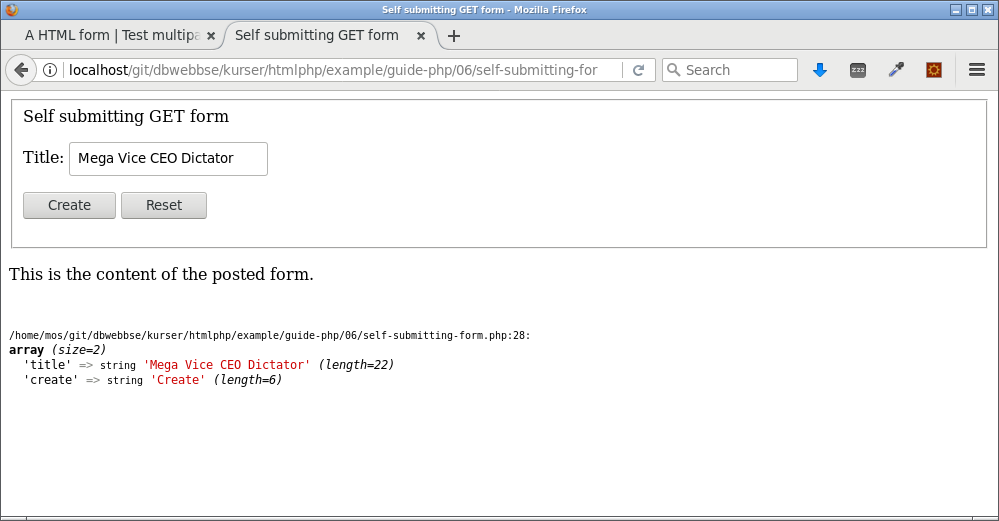 Self submitting GET form - Mozilla Firefox
A HTML form | Test multipa
Self submitting GET form
localhost/git/dbwebbse/kurser/htmlphp/example/guide-php/06/self-submitting-for
Search
zzz
Self submitting GET form
Title: Mega Vice CEO Dictator
Create Reset
This is the content of the posted form.
/home/mos/git/dbwebbse/kurser/htmlphp/example/guide-php/06/self-submitting-form.php:28:
array (size=2)
'title' => string 'Mega Vice CEO Dictator' (length=22)
'create' => string 'Create' (length=6)